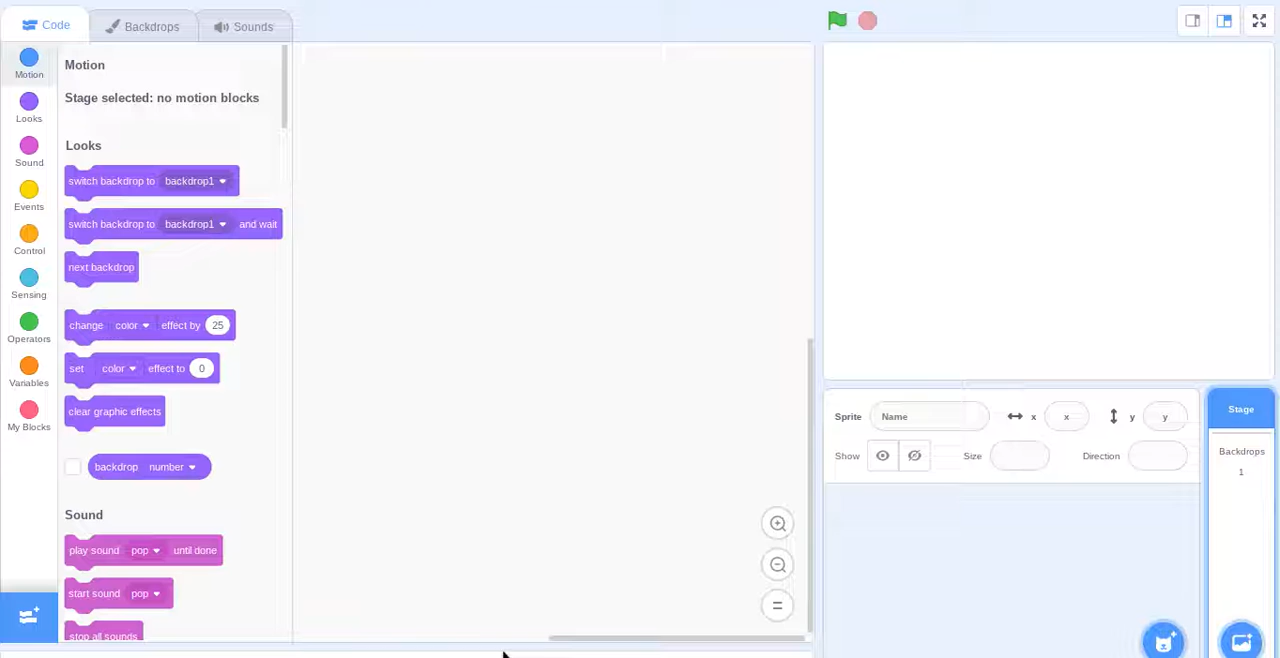 Code
Backdrops
Sounds
Motion
Looks
Sound
Events
Control
Sensing
Operators
Variables
My Blocks
Motion
Stage selected: no motion blocks
Looks
switch backdrop to backdrop1
switch backdrop to backdrop1 and wait
next backdrop
change color effect by 25
set color effect to 0
clear graphic effects
backdrop number
Sound
play sound pop until done
start sound pop
stop all sounds
Sprite Name x x y y
Show Size Direction
Stage
Backdrops
1